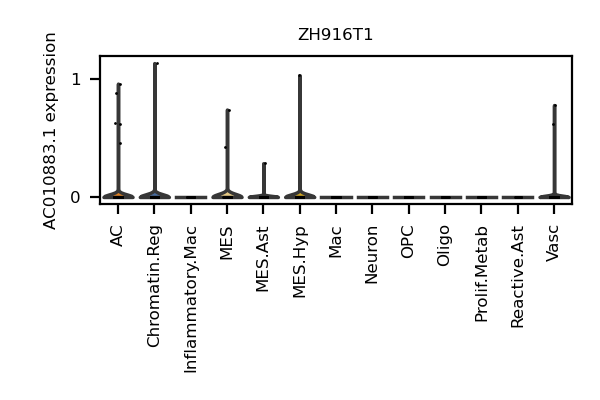 ZH916T1
AC010883.1 expression
1
0
AC
Chromatin.Reg
Inflammatory.Mac
MES
MES.Ast
MES.Hyp
Mac
Neuron
OPC
Oligo
Prolif.Metab
Reactive.Ast
Vasc